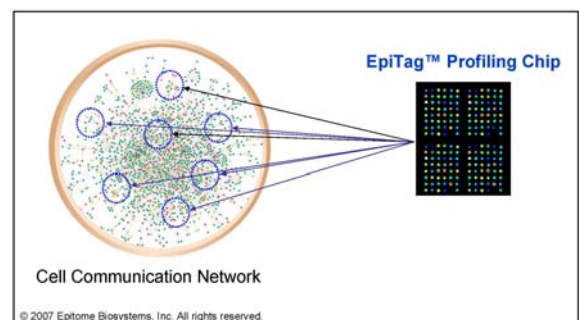 EpiTag™ Profiling Chip
Cell Communication Network
© 2007 Epitome Biosystems, Inc. All rights reserved.